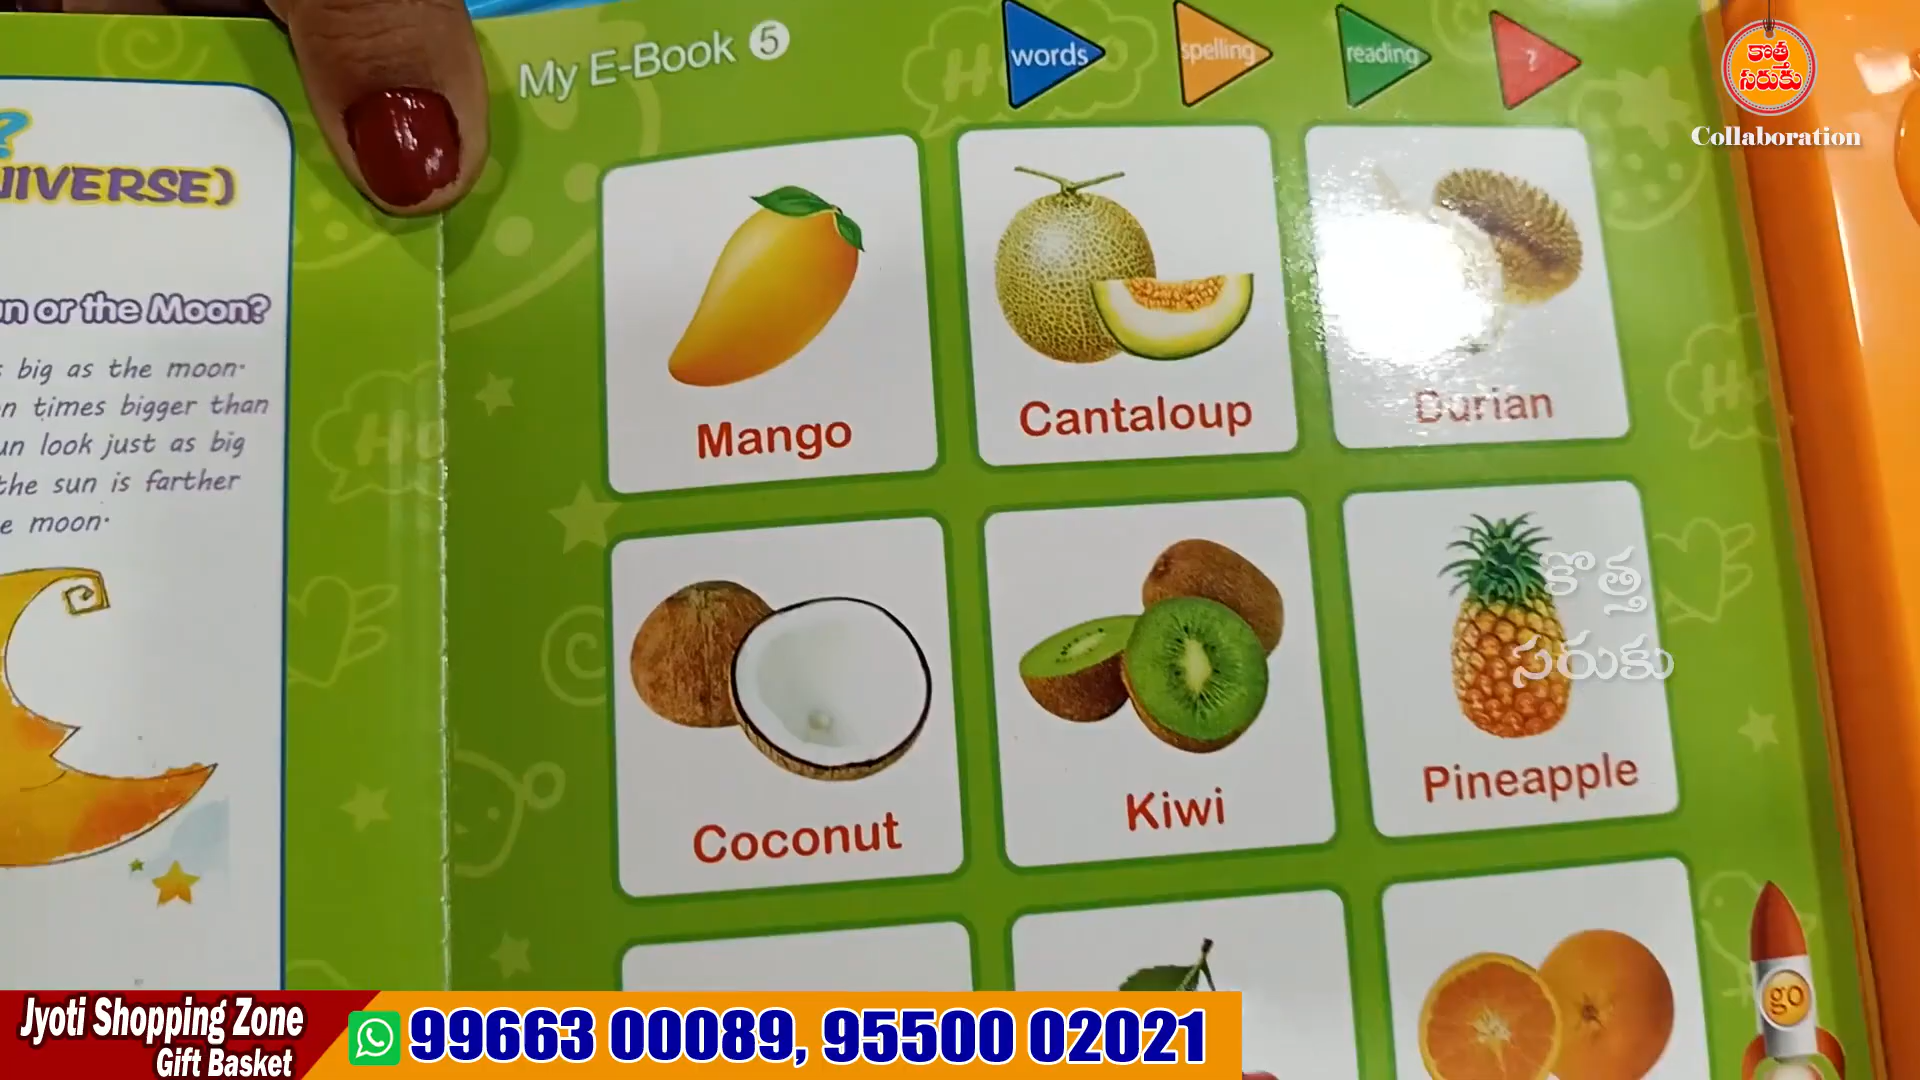 My E-Book 5
words
spelling
reading
?
కొత్త
సరుకు
Collaboration
?
NIVERSE)
un or the Moon?
big as the moon.
n times bigger than
un look just as big
the sun is farther
e moon.
Mango
Cantaloup
Durian
Coconut
Kiwi
Pineapple
కొత్త
సరుకు
go
Jyoti Shopping Zone
Gift Basket
99663 00089, 95500 02021